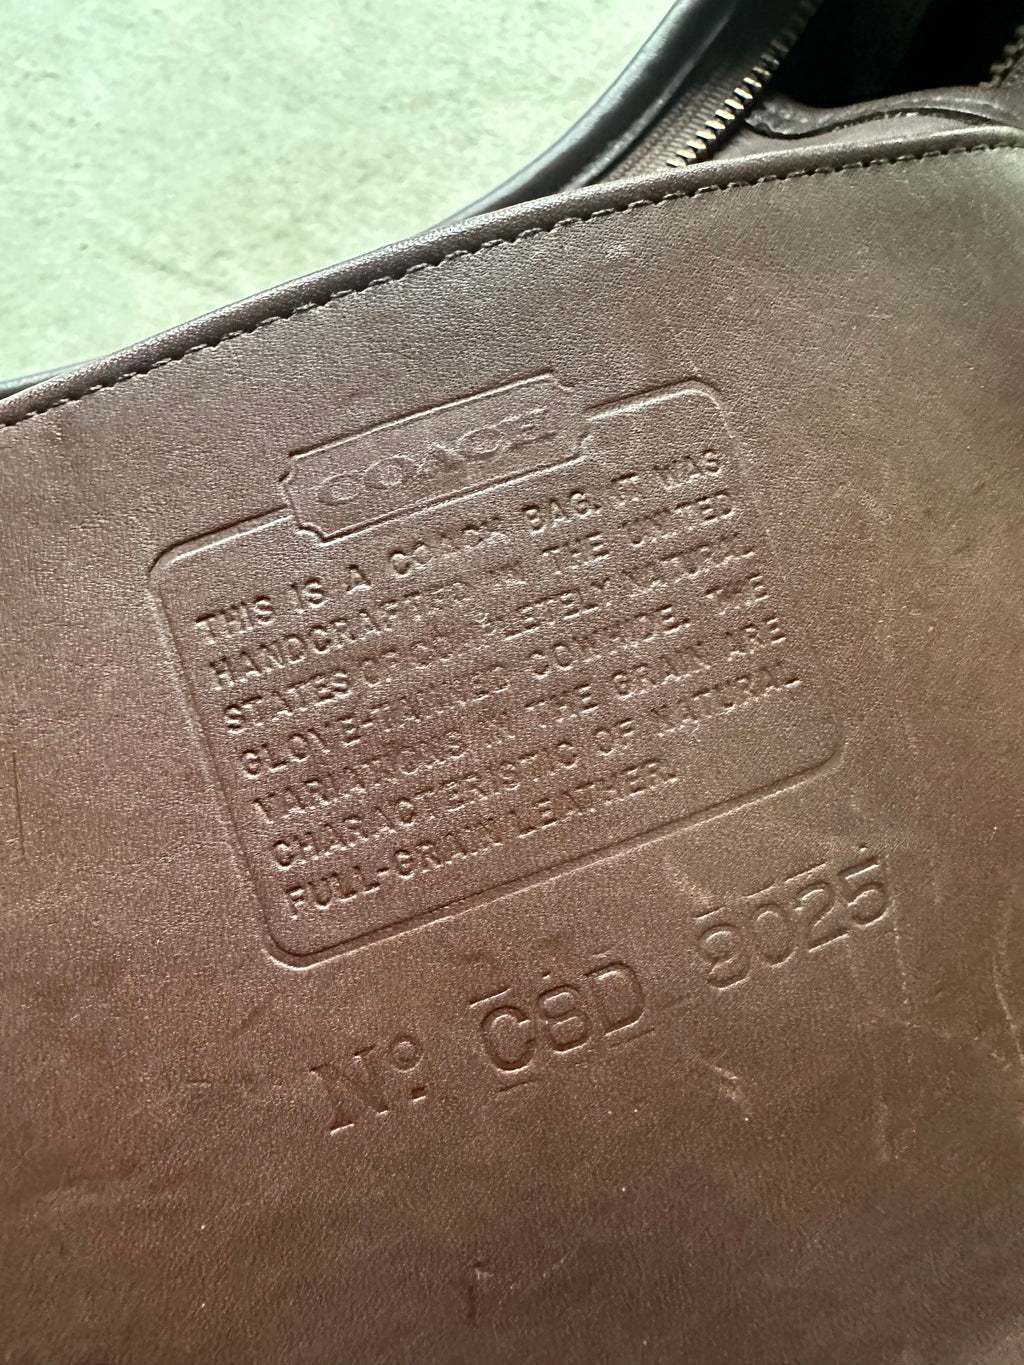 COACH
THIS IS A COACH BAG. IT WAS
HANDCRAFTED IN THE UNITED
STATES OF COMPLETELY NATURAL
GLOVE-TANNED COWHIDE. THE
VARIATIONS IN THE GRAIN ARE
CHARACTERISTIC OF NATURAL
FULL-GRAIN LEATHER.
Nº C8D 9025